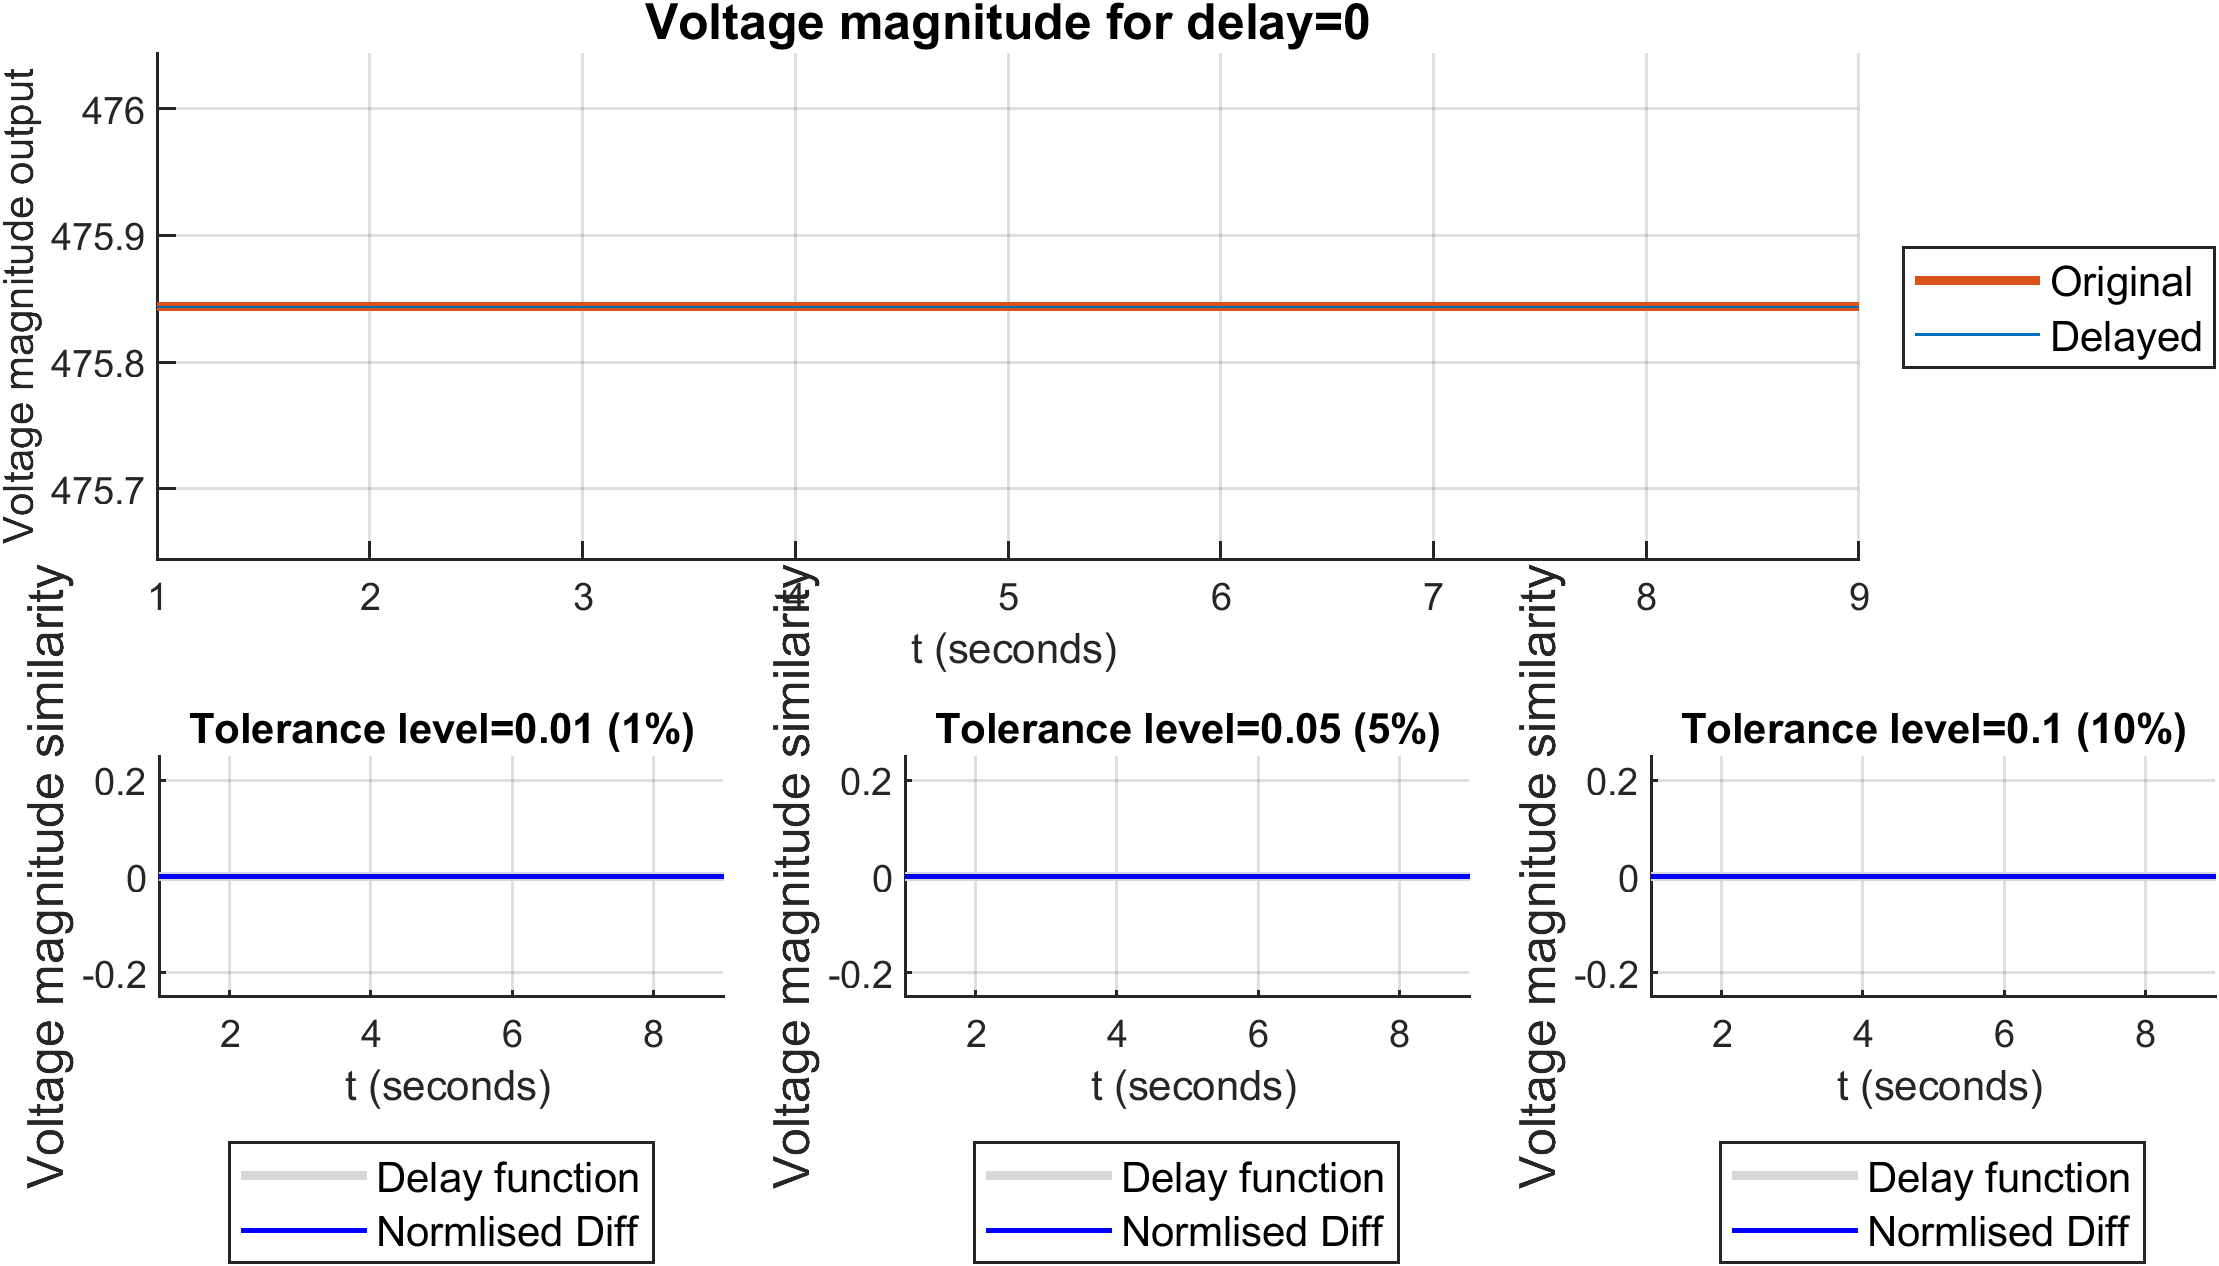 Voltage magnitude for delay=0
Voltage magnitude output
476
475.9
475.8
475.7
1 2 3 4 5 6 7 8 9
t (seconds)
Original
Delayed
Tolerance level=0.01 (1%)
Voltage magnitude similarity
0.2
0
-0.2
2 4 6 8
t (seconds)
Delay function
Normlised Diff
Tolerance level=0.05 (5%)
Voltage magnitude similarity
0.2
0
-0.2
2 4 6 8
t (seconds)
Delay function
Normlised Diff
Tolerance level=0.1 (10%)
Voltage magnitude similarity
0.2
0
-0.2
2 4 6 8
t (seconds)
Delay function
Normlised Diff